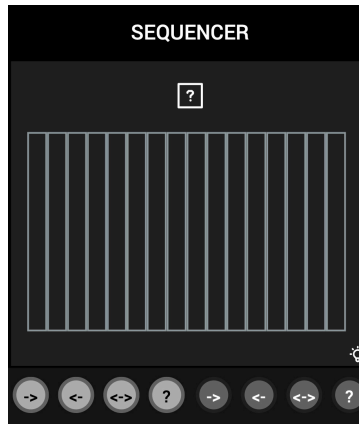 SEQUENCER
?
-> <- <-> ? -> <- <-> ?